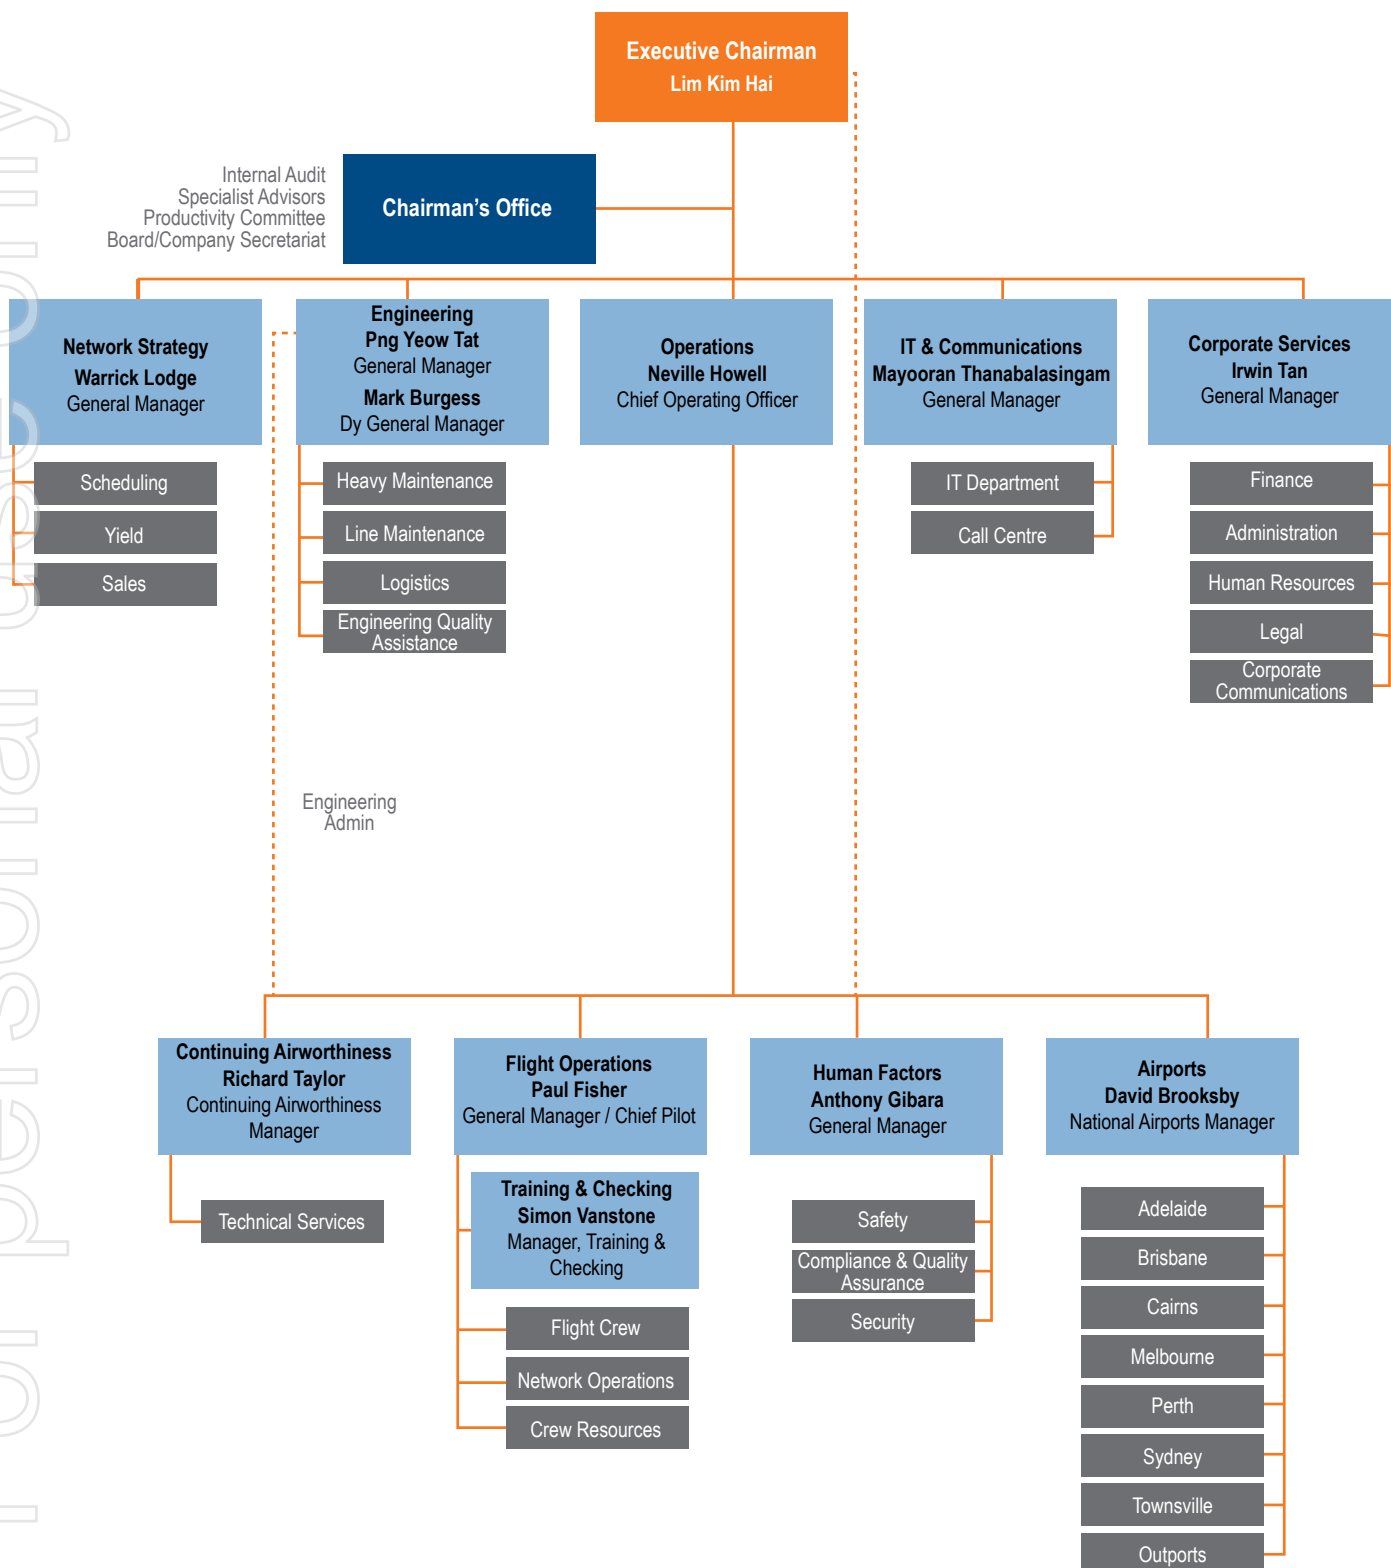 Executive Chairman
Lim Kim Hai
Internal Audit
Specialist Advisors
Productivity Committee
Board/Company Secretariat
Chairman’s Office
Network Strategy
Warrick Lodge
General Manager
Scheduling
Yield
Sales
Engineering
Png Yeow Tat
General Manager
Mark Burgess
Dy General Manager
Heavy Maintenance
Line Maintenance
Logistics
Engineering Quality
Assistance
Operations
Neville Howell
Chief Operating Officer
IT & Communications
Mayooran Thanabalasingam
General Manager
IT Department
Call Centre
Corporate Services
Irwin Tan
General Manager
Finance
Administration
Human Resources
Legal
Corporate
Communications
Engineering
Admin
Continuing Airworthiness
Richard Taylor
Continuing Airworthiness
Manager
Technical Services
Flight Operations
Paul Fisher
General Manager / Chief Pilot
Training & Checking
Simon Vanstone
Manager, Training &
Checking
Flight Crew
Network Operations
Crew Resources
Human Factors
Anthony Gibara
General Manager
Safety
Compliance & Quality
Assurance
Security
Airports
David Brooksby
National Airports Manager
Adelaide
Brisbane
Cairns
Melbourne
Perth
Sydney
Townsville
Outports
For personal use only